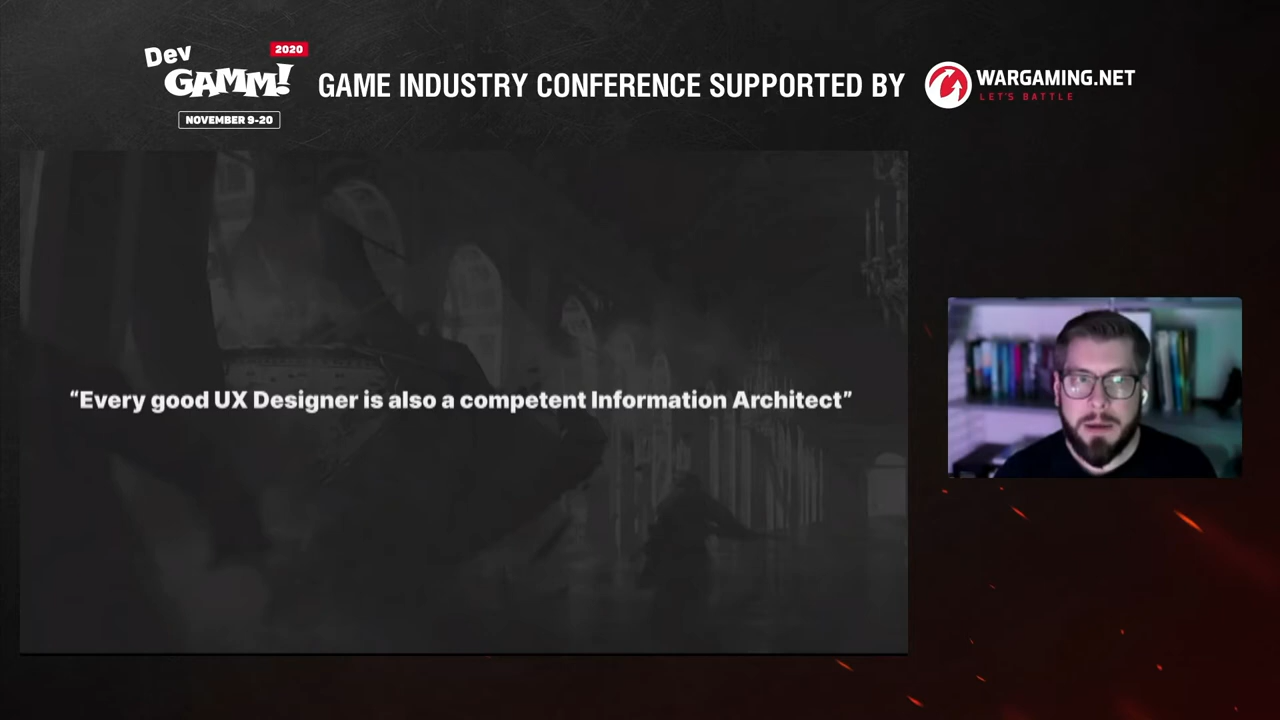 Dev
GAMM!
2020
NOVEMBER 9-20
GAME INDUSTRY CONFERENCE SUPPORTED BY
WARGAMING.NET
LET'S BATTLE
“Every good UX Designer is also a competent Information Architect”